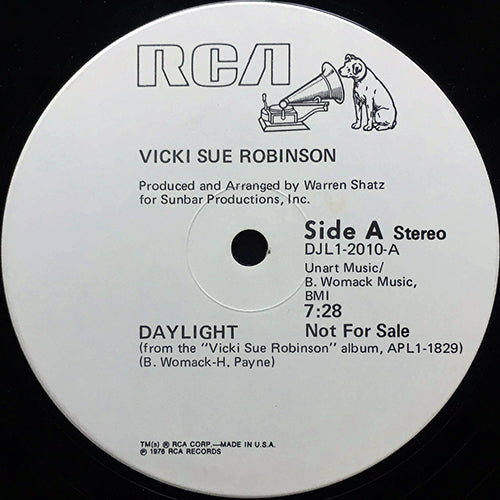 RCA
VICKI SUE ROBINSON
Produced and Arranged by Warren Shatz
for Sunbar Productions, Inc.
Side A Stereo
DJL1-2010-A
Unart Music/
B. Womack Music,
BMI
7:28
DAYLIGHT Not For Sale
(from the "Vicki Sue Robinson" album, APL1-1829)
(B. Womack-H. Payne)
TM(s) ® RCA CORP.—MADE IN U.S.A.
℗ 1976 RCA RECORDS